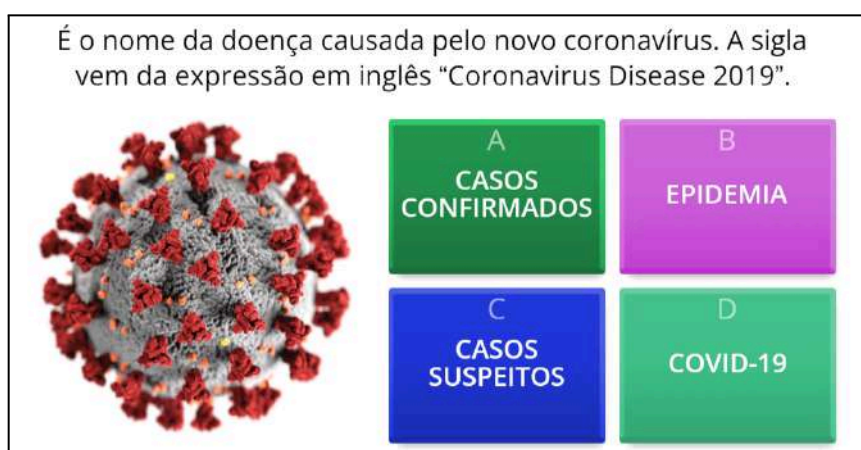 É o nome da doença causada pelo novo coronavírus. A sigla
vem da expressão em inglês “Coronavirus Disease 2019”.
A
CASOS
CONFIRMADOS
B
EPIDEMIA
C
CASOS
SUSPEITOS
D
COVID-19